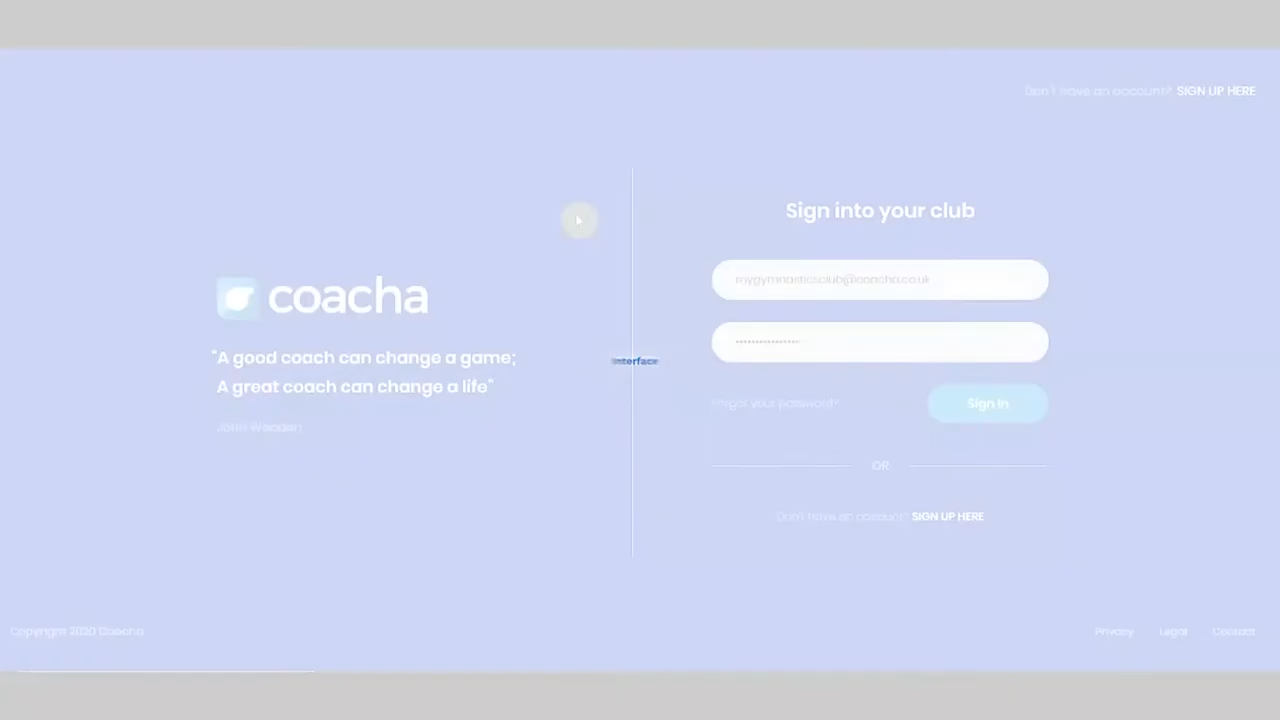 Don't have an account? SIGN UP HERE
Sign into your club
mygymnasticsclub@coacha.co.uk
coacha
"A good coach can change a game;
A great coach can change a life"
John Wooden
interface
Forgot your password?
Sign In
OR
Don't have an account? SIGN UP HERE
Copyright 2020 Coacha
Privacy Legal Contact